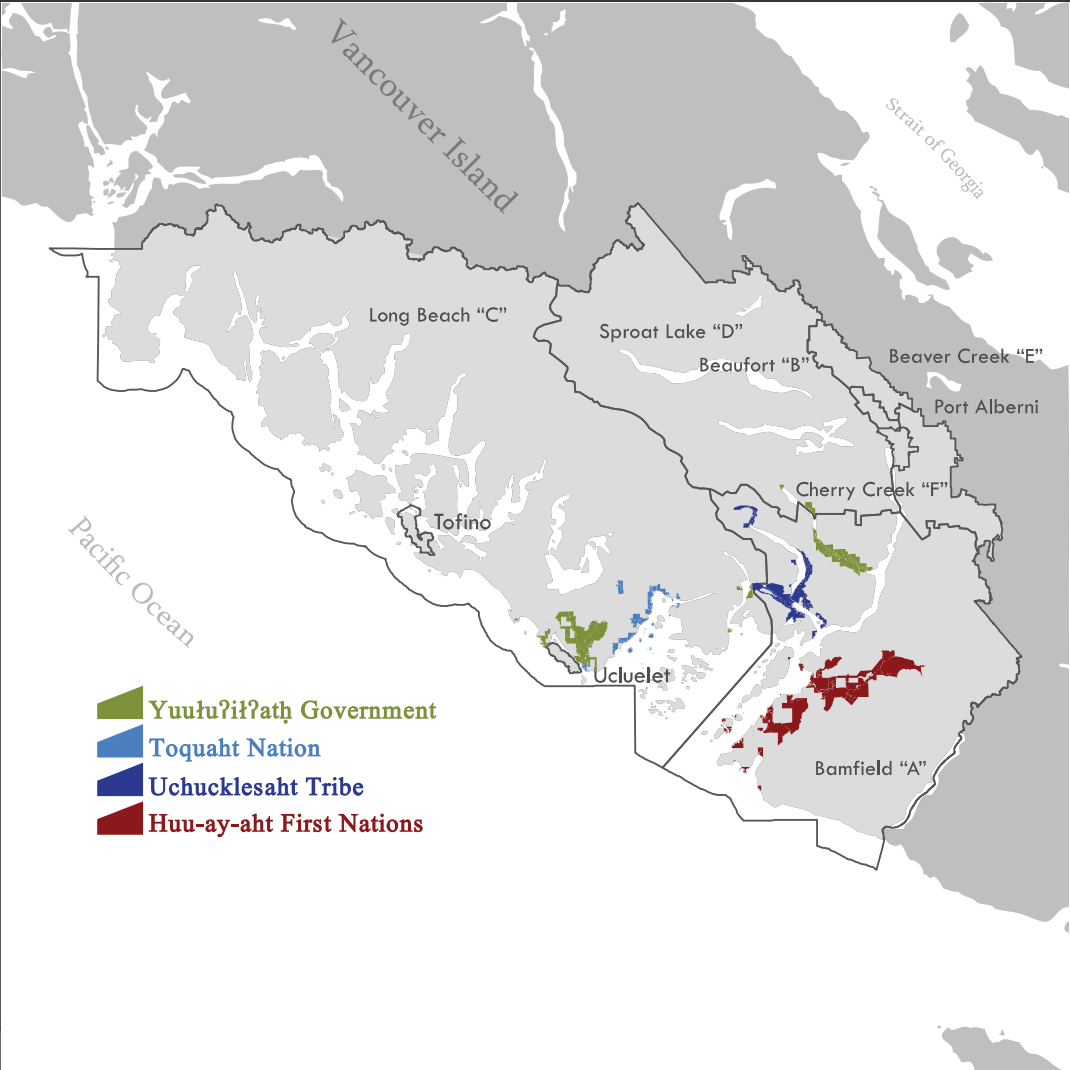 Vancouver Island
Strait of Georgia
Long Beach “C”
Sproat Lake “D”
Beaufort “B”
Beaver Creek “E”
Port Alberni
Cherry Creek “F”
Tofino
Pacific Ocean
Ucluelet
Bamfield “A”
Yuułuʔiłʔatḥ Government
Toquaht Nation
Uchucklesaht Tribe
Huu-ay-aht First Nations